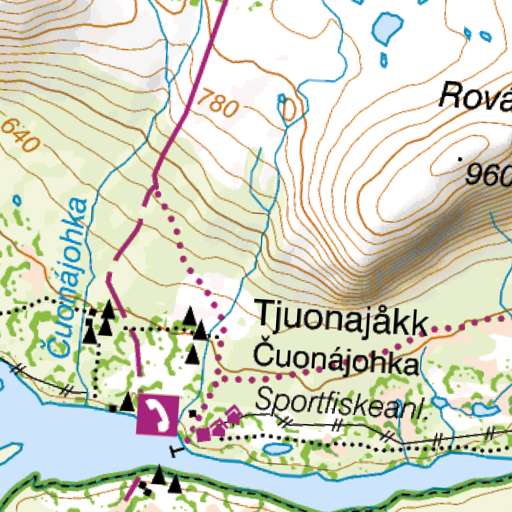 780
Rová
640
960
Čuonájohka
Tjuonajåkk
Čuonájohka
Sportfiskeanl.